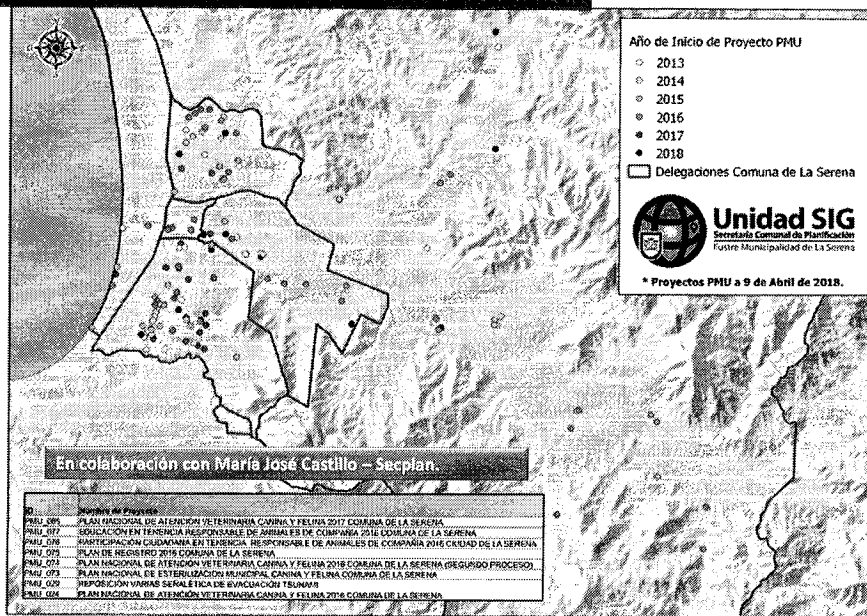 Año de Inicio de Proyecto PMU
2013
2014
2015
2016
2017
2018
Delegaciones Comuna de La Serena
Unidad SIG
Secretaría Comunal de Planificación
Ilustre Municipalidad de La Serena
* Proyectos PMU a 9 de Abril de 2018.
En colaboración con María José Castillo – Secplan.
ID Nombre de Proyecto
PLAN NACIONAL DE ATENCIÓN VETERINARIA CANINA Y FELINA 2017 COMUNA DE LA SERENA
PMU_077 EDUCACIÓN EN TENENCIA RESPONSABLE DE ANIMALES DE COMPAÑÍA 2016 COMUNA DE LA SERENA
PMU_076 PARTICIPACIÓN CIUDADANA EN TENENCIA RESPONSABLE DE ANIMALES DE COMPAÑÍA 2016 CIUDAD DE LA SERENA
PMU_075 PLAN DE REGISTRO 2016 COMUNA DE LA SERENA
PMU_074 PLAN NACIONAL DE ATENCIÓN VETERINARIA CANINA Y FELINA 2016 COMUNA DE LA SERENA (SEGUNDO PROCESO)
PMU_073 PLAN NACIONAL DE ESTERILIZACIÓN MUNICIPAL CANINA Y FELINA COMUNA DE LA SERENA
PMU_029 REPOSICIÓN VARIAS SEÑALÉTICA DE EVACUACIÓN TSUNAMI
PMU_024 PLAN NACIONAL DE ATENCIÓN VETERINARIA CANINA Y FELINA 2016 COMUNA DE LA SERENA